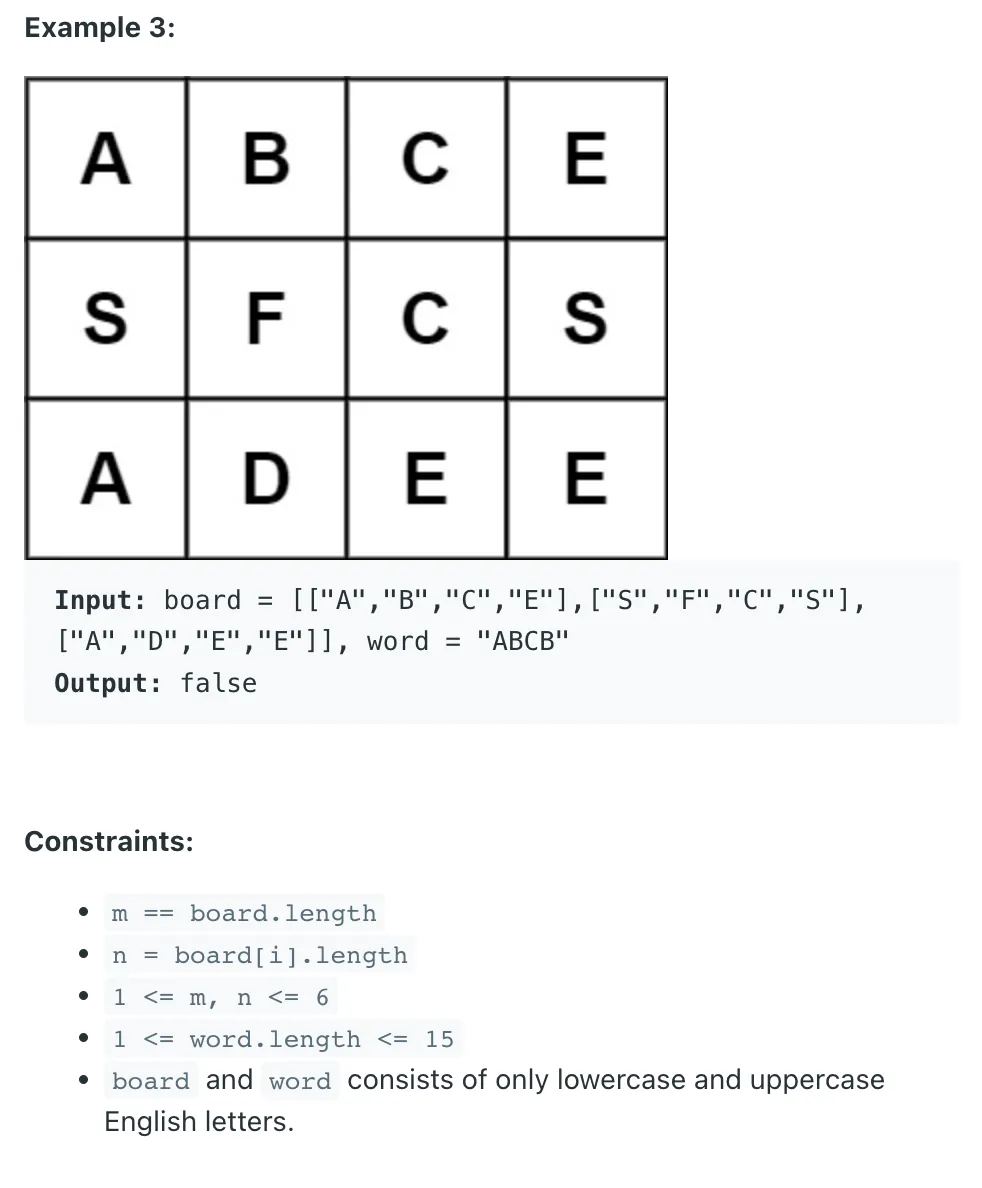 Example 3:
A B C E
S F C S
A D E E
Input: board = [["A","B","C","E"],["S","F","C","S"],
["A","D","E","E"]], word = "ABCB"
Output: false
Constraints:
• m == board.length
• n = board[i].length
• 1 <= m, n <= 6
• 1 <= word.length <= 15
• board and word consists of only lowercase and uppercase
English letters.